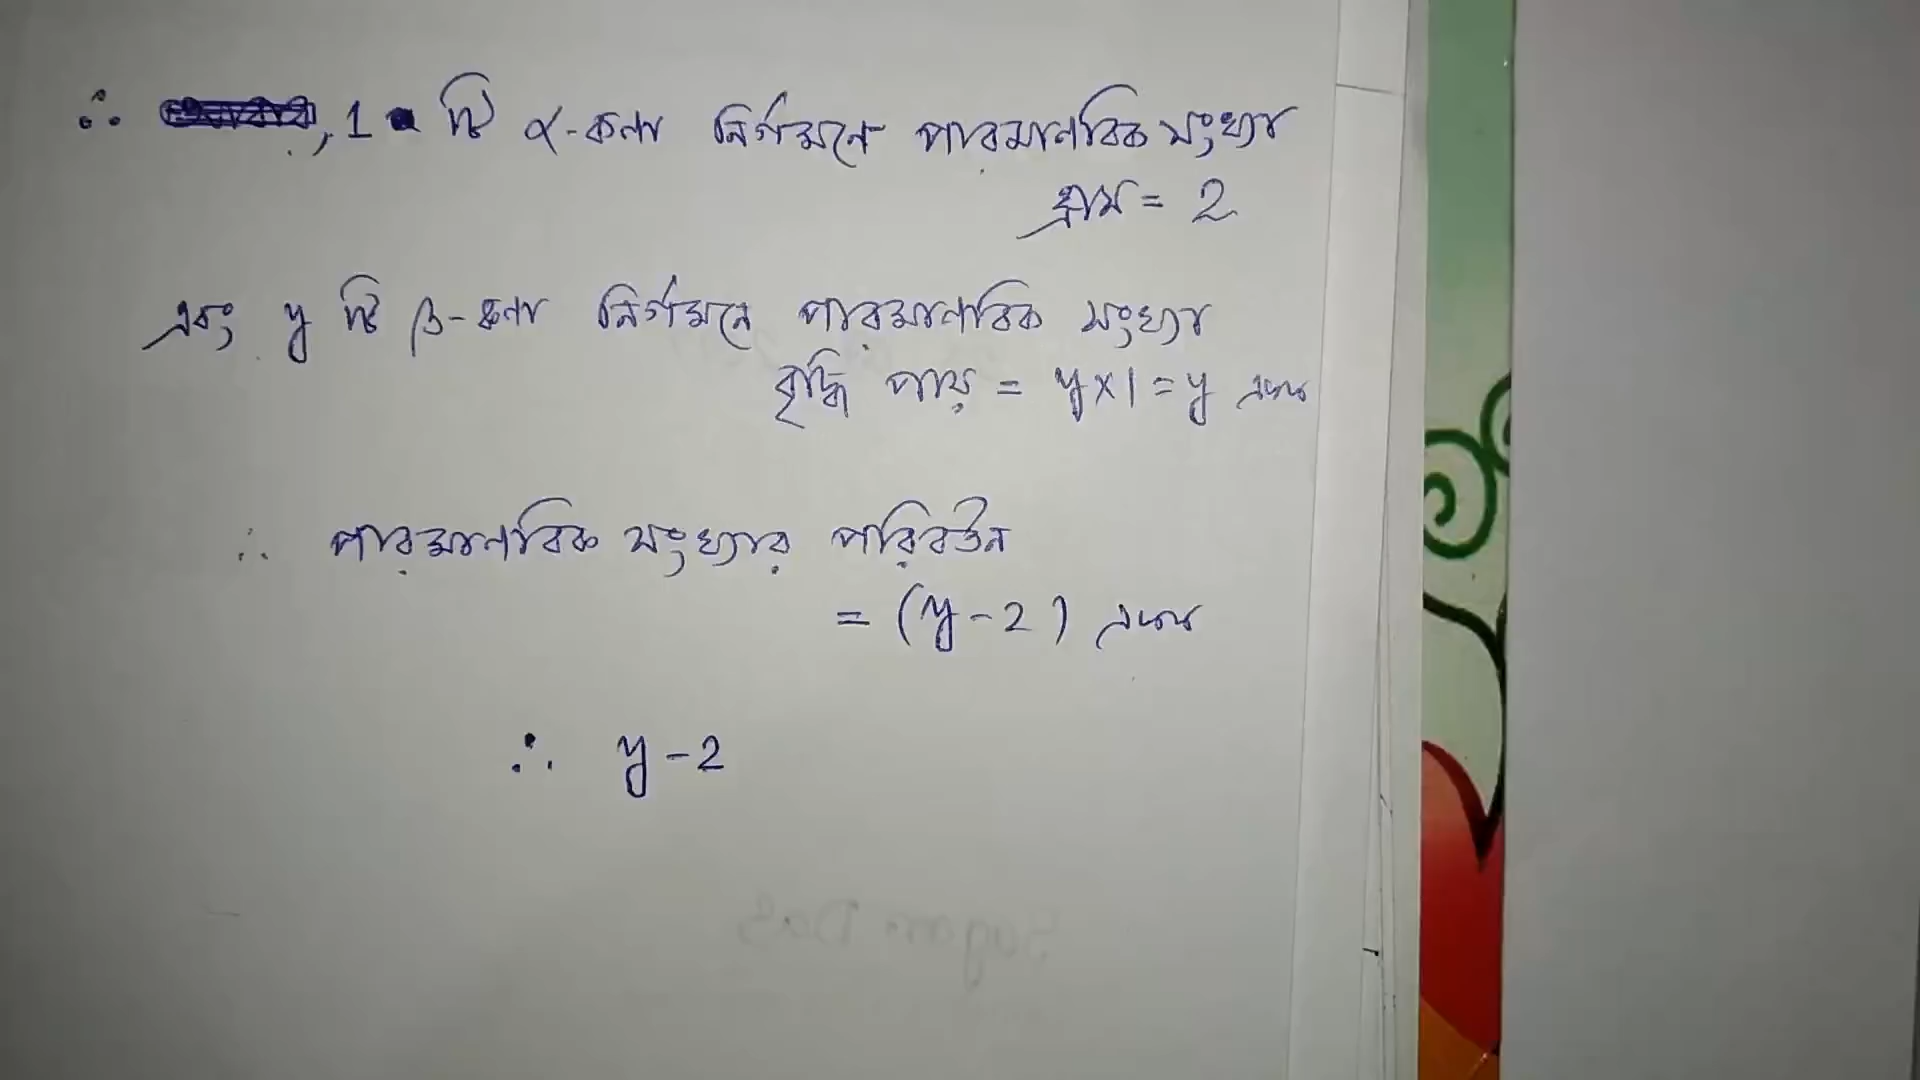 ∴ , 1 টি α-কণা নির্গমনে পারমাণবিক সংখ্যা
হ্রাস = 2
এবং y টি β-কণা নির্গমনে পারমাণবিক সংখ্যা
বৃদ্ধি পায় = y×1 = y একক
∴ পারমাণবিক সংখ্যার পরিবর্তন
= (y-2) একক
∴ y-2